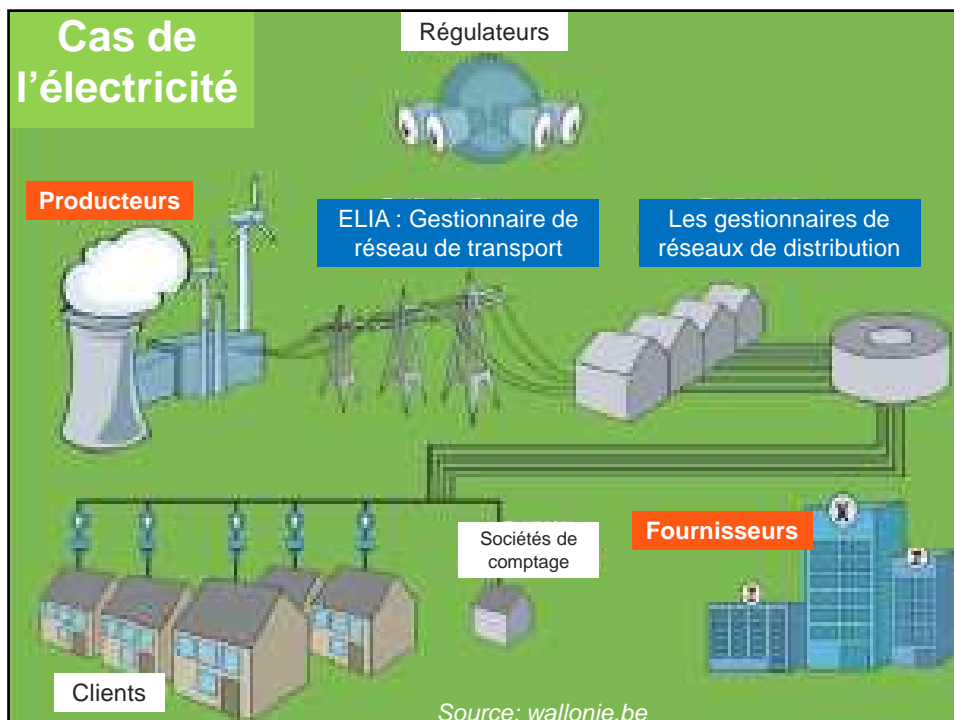 Cas de
l'électricité
Régulateurs
Producteurs
ELIA : Gestionnaire de
réseau de transport
Les gestionnaires de
réseaux de distribution
Sociétés de
comptage
Fournisseurs
Clients
Source: wallonie.be